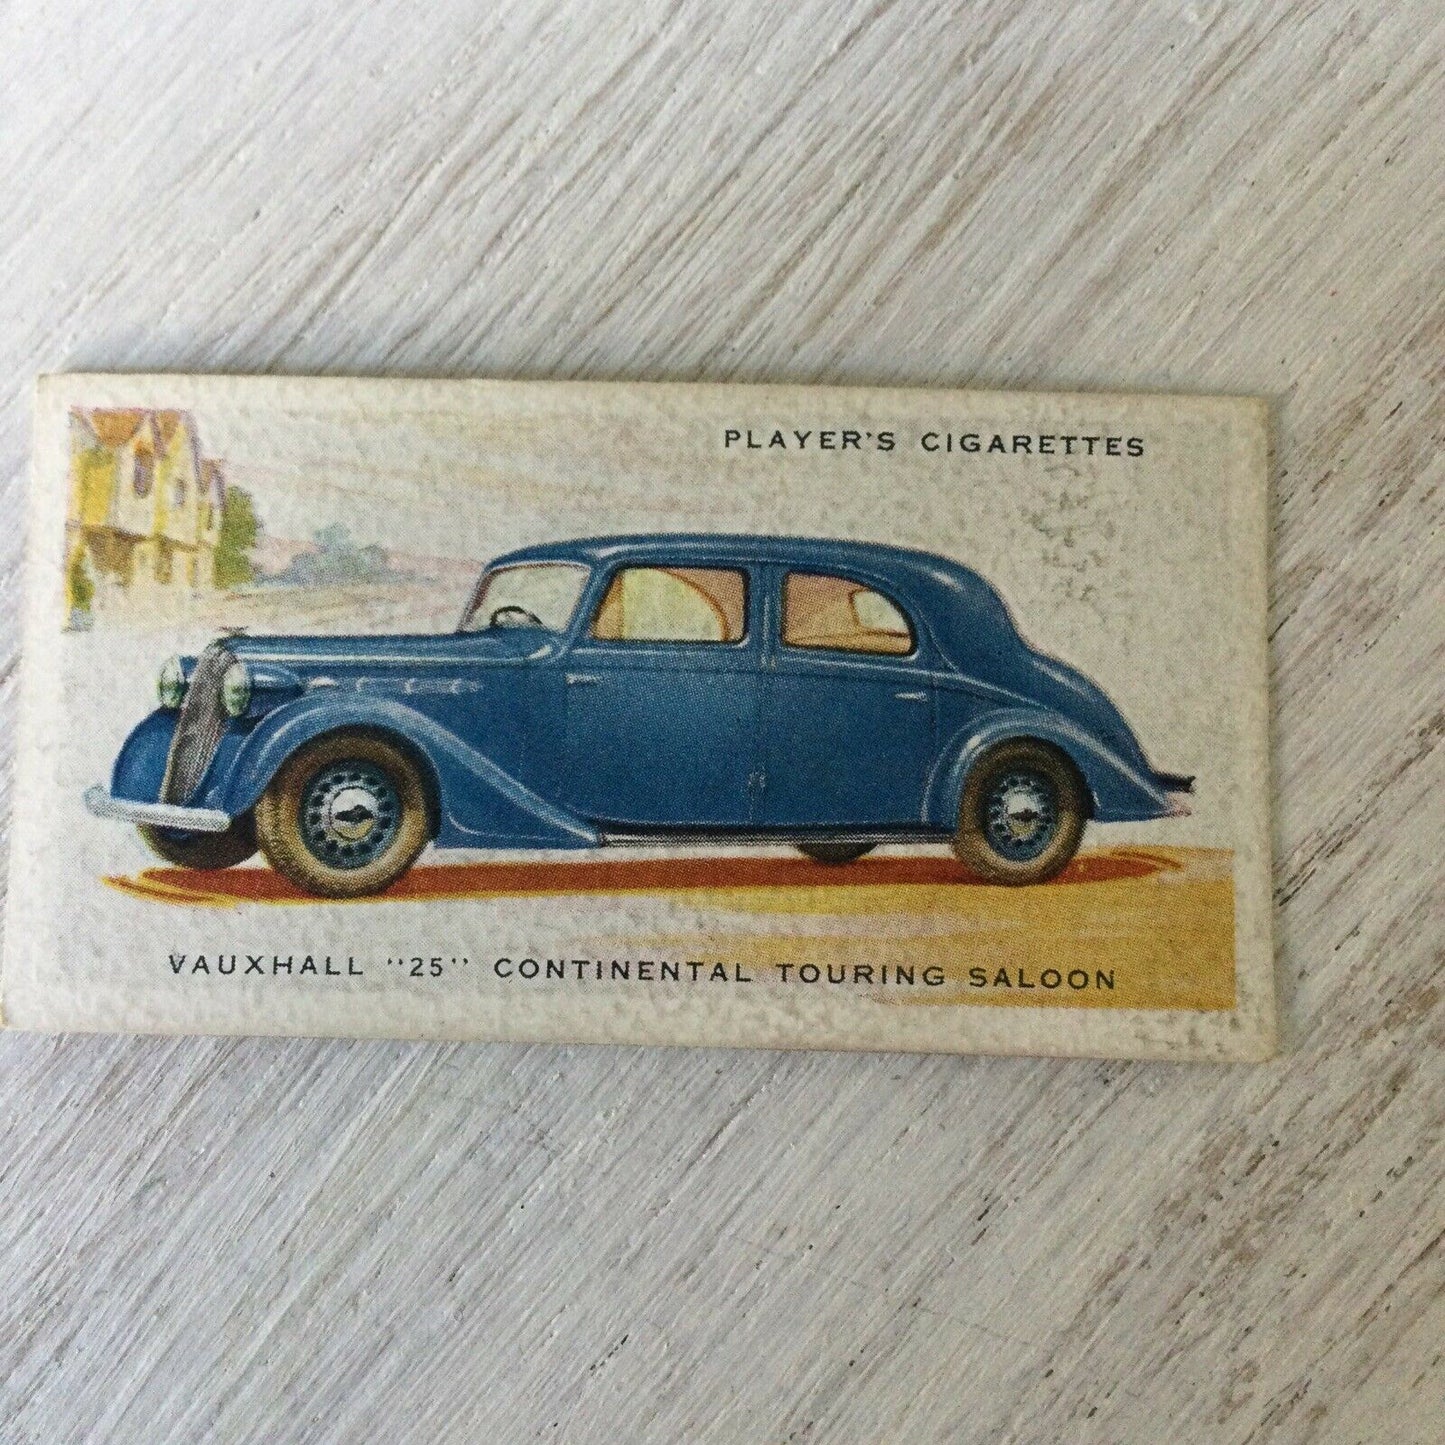 PLAYER'S CIGARETTES
VAUXHALL "25" CONTINENTAL TOURING SALOON